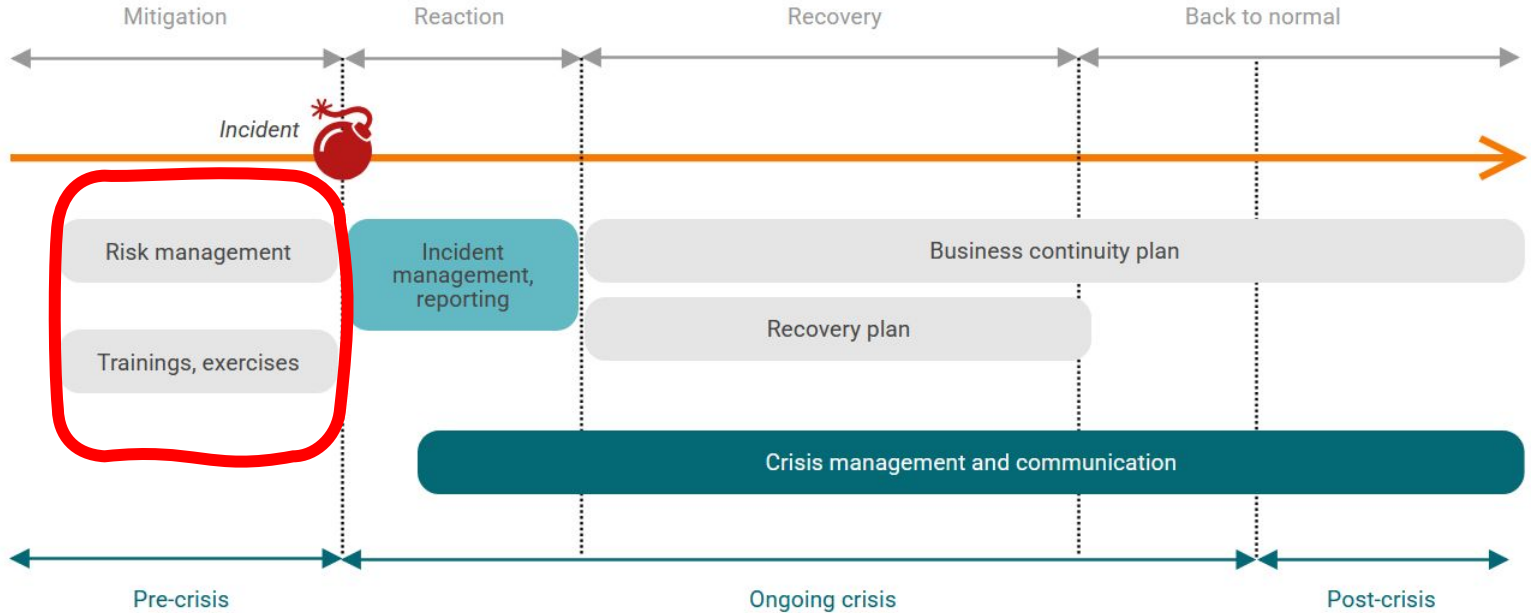 Mitigation
Reaction
Recovery
Back to normal
Incident
Risk management
Incident
management,
reporting
Business continuity plan
Recovery plan
Trainings, exercises
Crisis management and communication
Pre-crisis
Ongoing crisis
Post-crisis